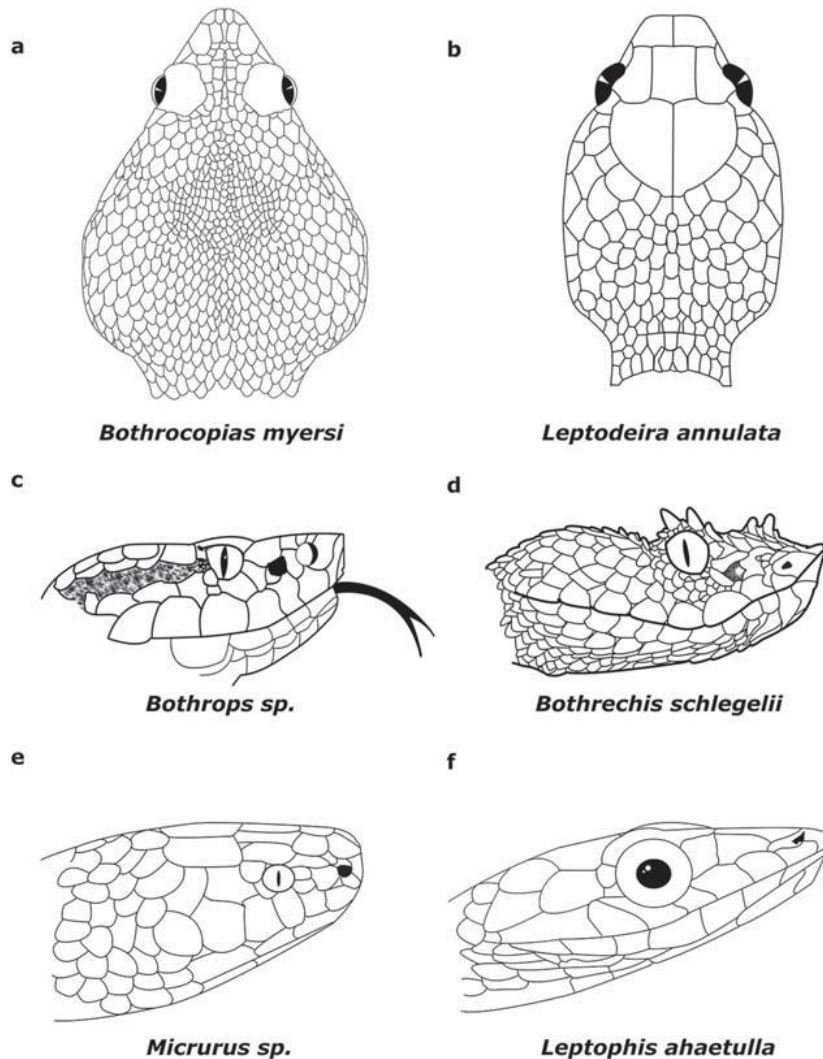 a
b
Bothrocopias myersi
Leptodeira annulata
c
d
Bothrops sp.
Bothrechis schlegelii
e
f
Micrurus sp.
Leptophis ahaetulla